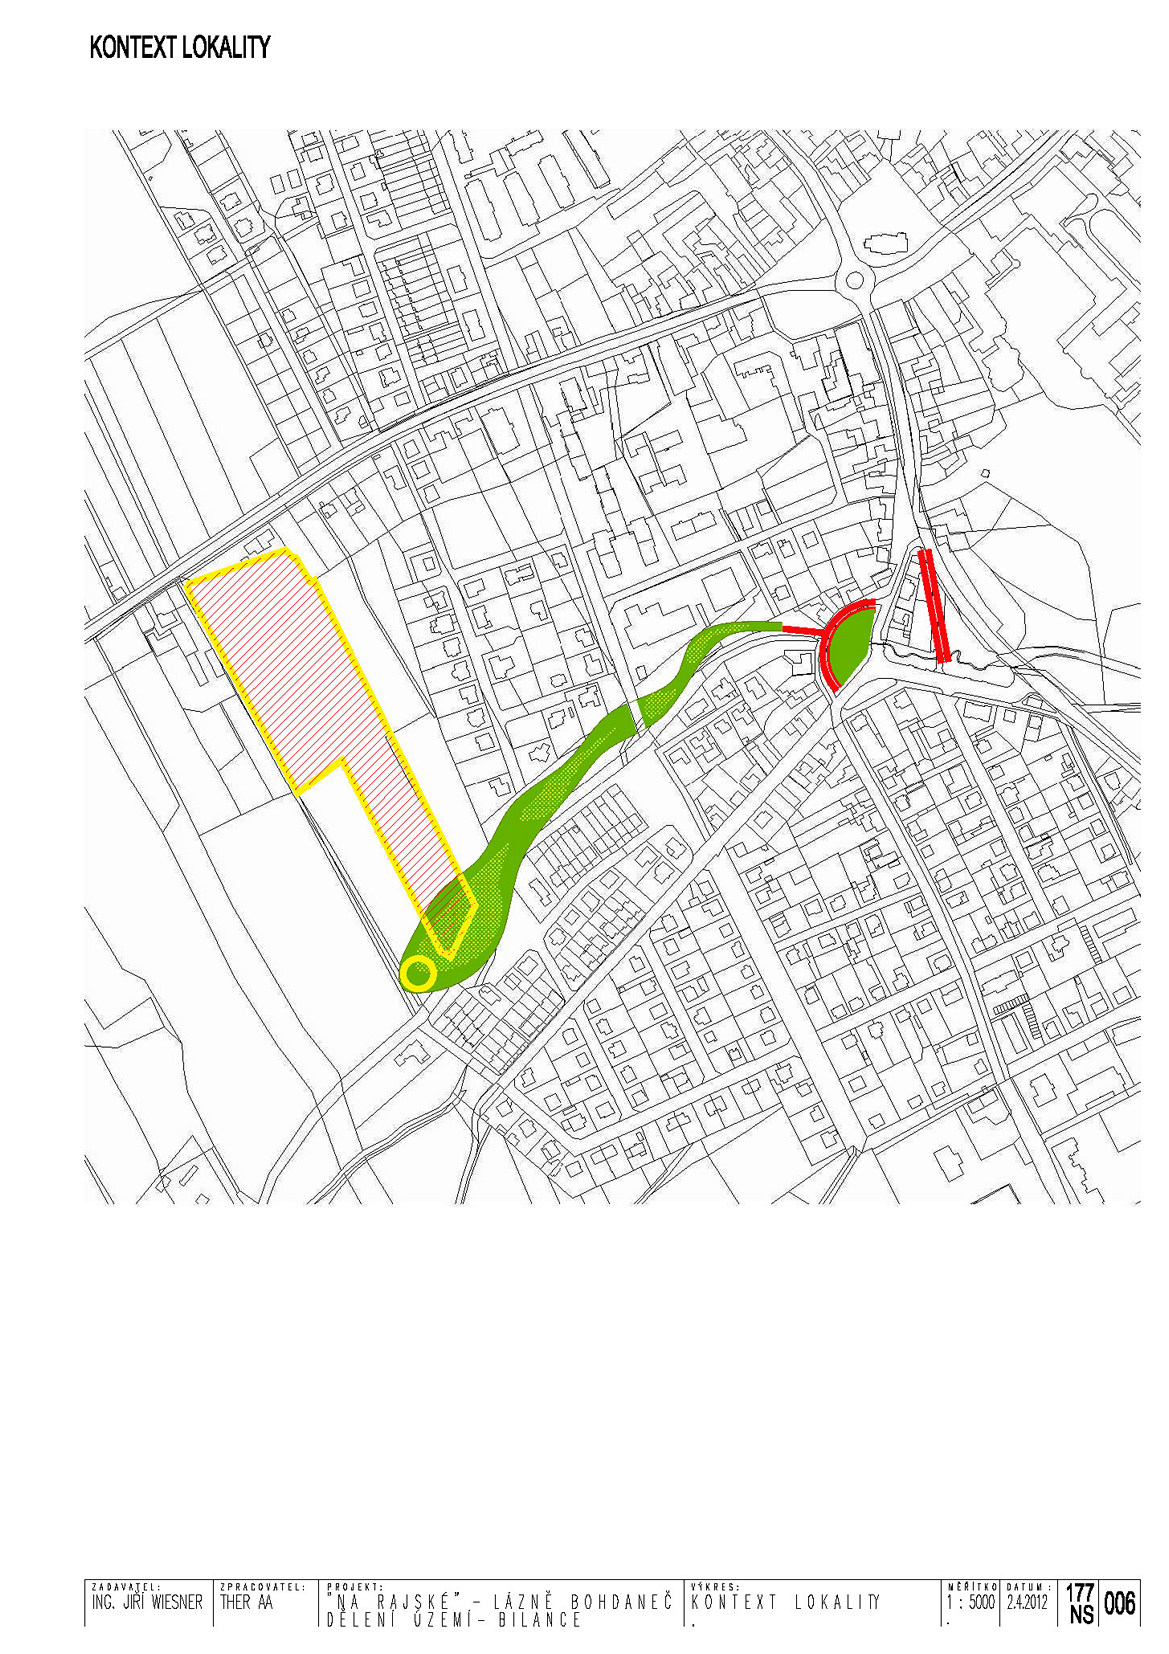 KONTEXT LOKALITY
ZADAVATEL:
ING. JIŘÍ WIESNER
ZPRACOVATEL:
THER AA
PROJEKT:
"NA RAJSKÉ" - LÁZNĚ BOHDANEČ
DĚLENÍ ÚZEMÍ - BILANCE
VÝKRES:
KONTEXT LOKALITY
.
MĚŘÍTKO
1 : 5000
.
DATUM :
2.4.2012
177
NS
006